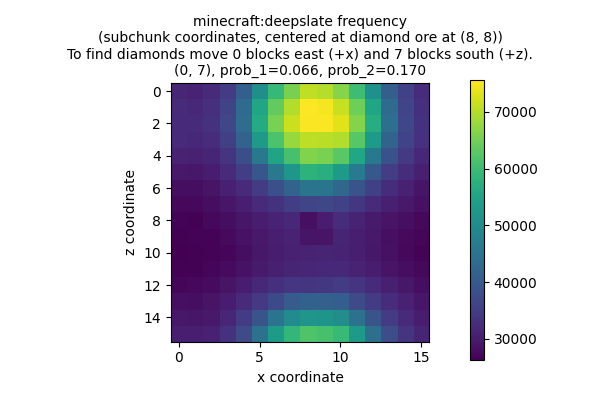 minecraft:deepslate frequency
(subchunk coordinates, centered at diamond ore at (8, 8))
To find diamonds move 0 blocks east (+x) and 7 blocks south (+z).
(0, 7), prob_1=0.066, prob_2=0.170
0
2
4
6
8
10
12
14
z coordinate
0
5
10
15
x coordinate
70000
60000
50000
40000
30000